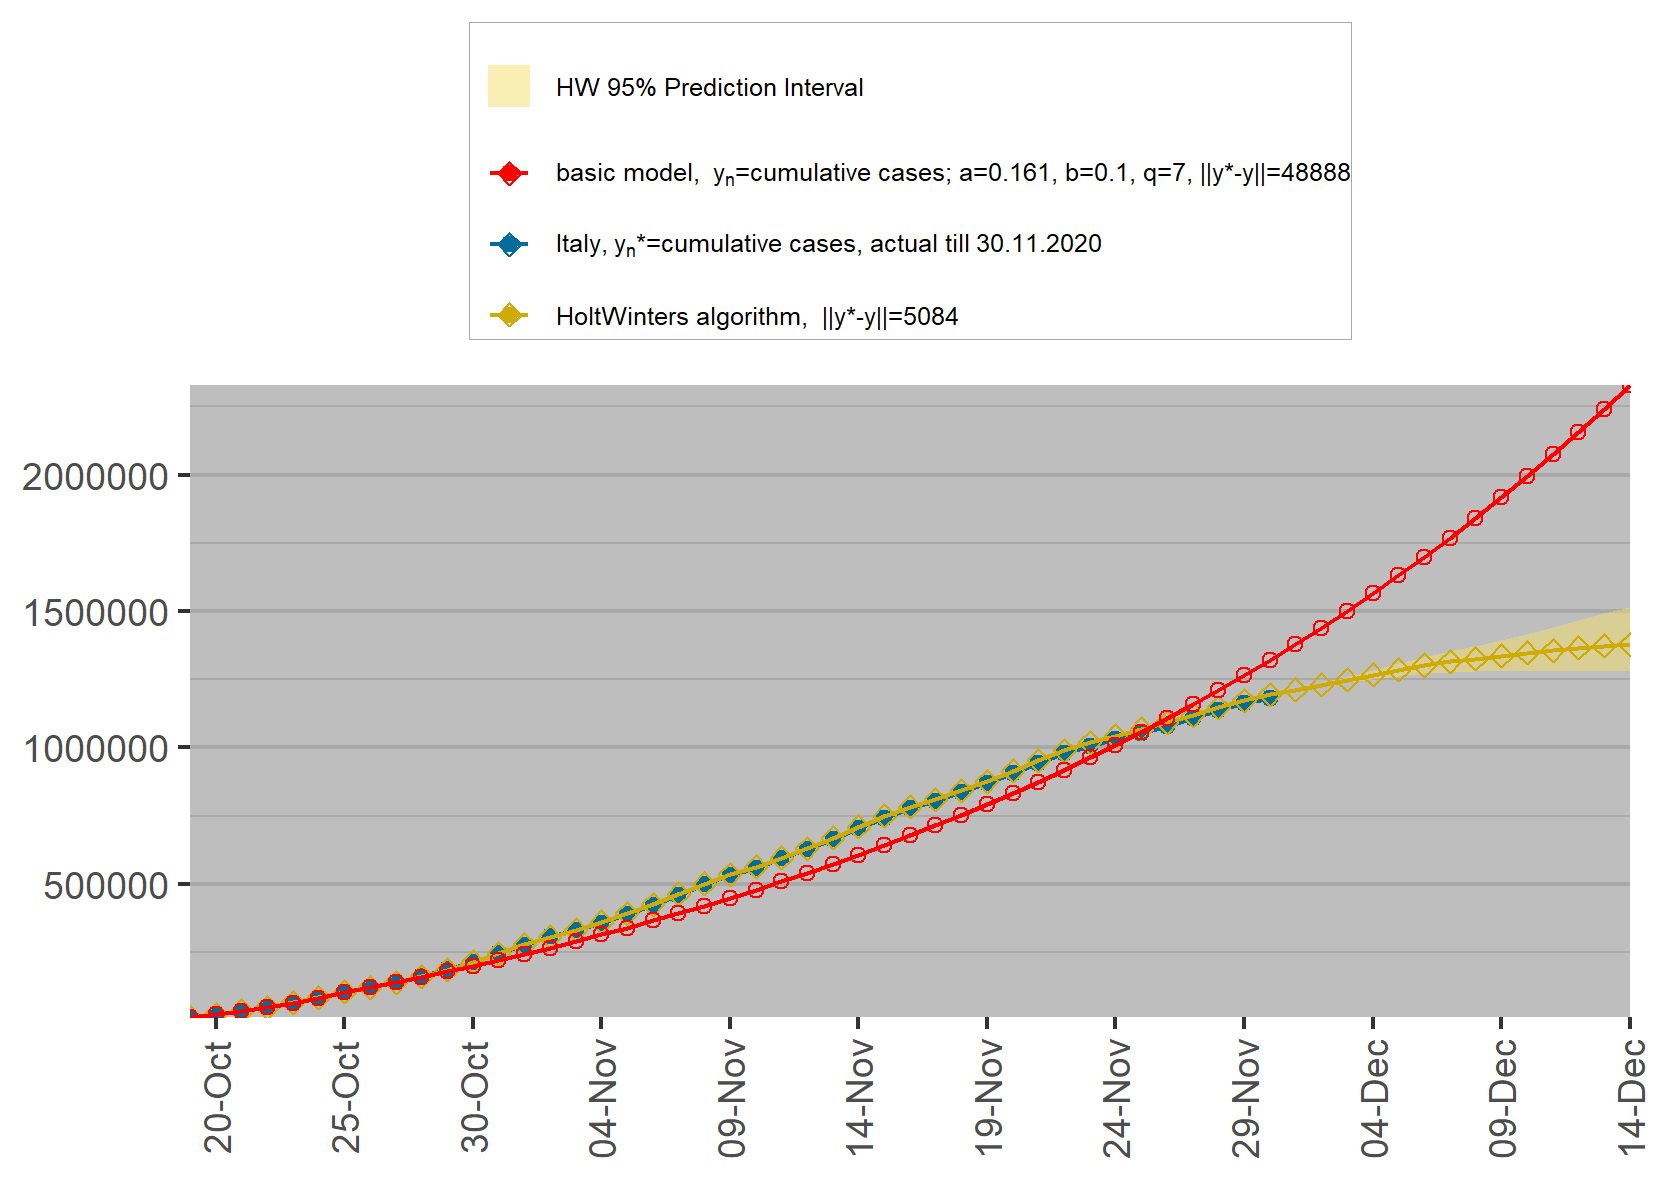 HW 95% Prediction Interval
basic model,  yn=cumulative cases; a=0.161, b=0.1, q=7, ||y*-y||=48888
Italy, yn*=cumulative cases, actual till 30.11.2020
HoltWinters algorithm,  ||y*-y||=5084
2000000
1500000
1000000
500000
20-Oct
25-Oct
30-Oct
04-Nov
09-Nov
14-Nov
19-Nov
24-Nov
29-Nov
04-Dec
09-Dec
14-Dec